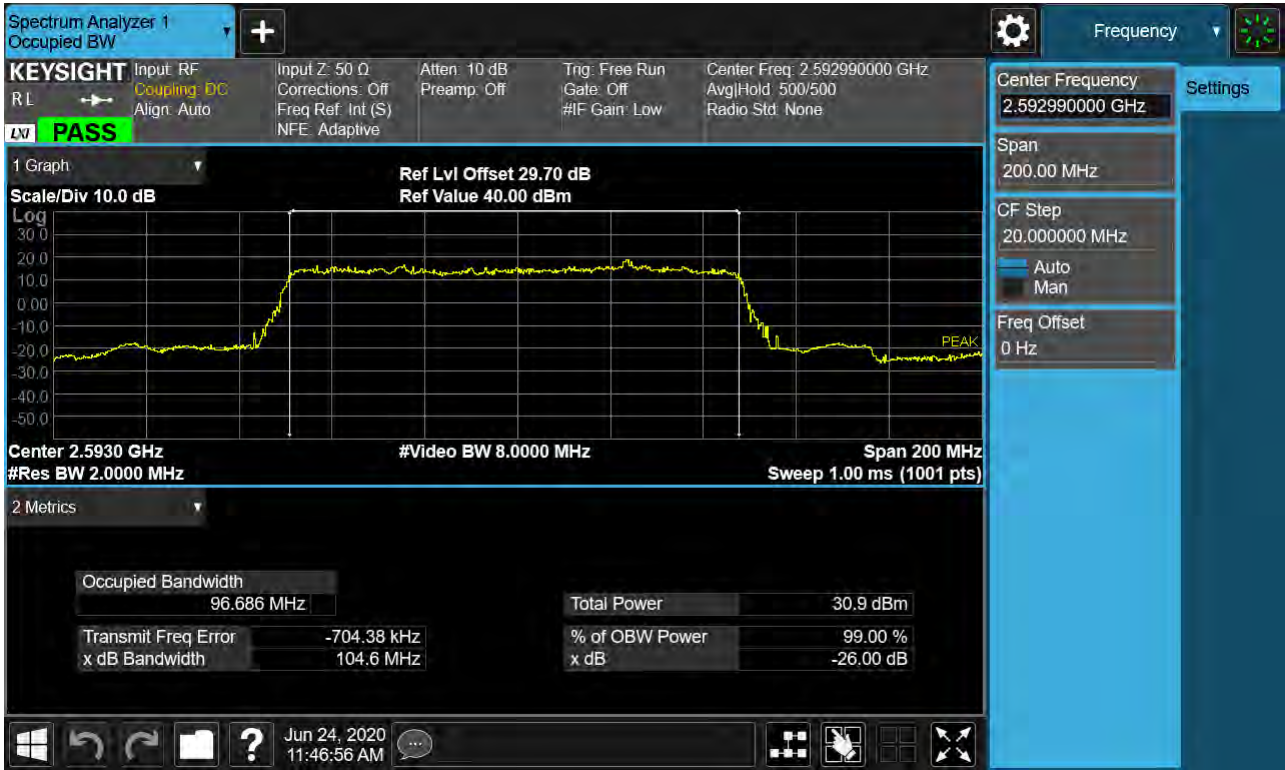 Spectrum Analyzer 1
Occupied BW
Frequency
KEYSIGHT
RL
LXI
PASS
Input: RF
Coupling: DC
Align: Auto
Input Z: 50 Ω
Corrections: Off
Freq Ref: Int (S)
NFE: Adaptive
Atten: 10 dB
Preamp: Off
Trig: Free Run
Gate: Off
#IF Gain: Low
Center Freq: 2.592990000 GHz
Avg|Hold: 500/500
Radio Std: None
Center Frequency
2.592990000 GHz
Settings
Span
200.00 MHz
CF Step
20.000000 MHz
Auto
Man
Freq Offset
0 Hz
1 Graph
Scale/Div 10.0 dB
Ref Lvl Offset 29.70 dB
Ref Value 40.00 dBm
Log
30.0
20.0
10.0
0.00
-10.0
-20.0
-30.0
-40.0
-50.0
PEAK
Center 2.5930 GHz
#Video BW 8.0000 MHz
Span 200 MHz
#Res BW 2.0000 MHz
Sweep 1.00 ms (1001 pts)
2 Metrics
Occupied Bandwidth
96.686 MHz
Total Power 30.9 dBm
Transmit Freq Error -704.38 kHz
% of OBW Power 99.00 %
x dB Bandwidth 104.6 MHz
x dB -26.00 dB
?
Jun 24, 2020
11:46:56 AM